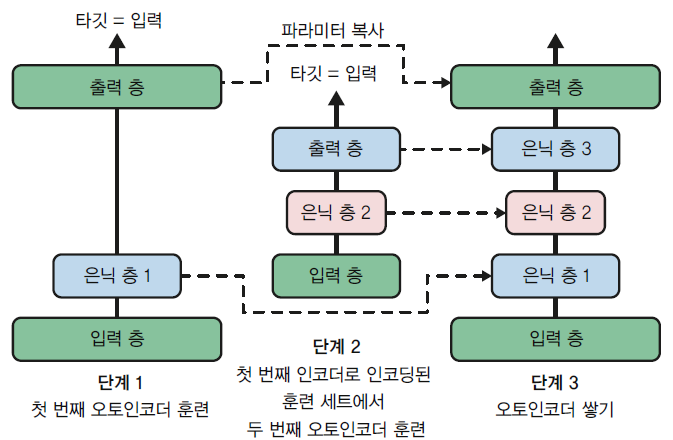 타깃 = 입력
출력 층
은닉 층 1
입력 층
단계 1
첫 번째 오토인코더 훈련
파라미터 복사
타깃 = 입력
출력 층
은닉 층 2
입력 층
단계 2
첫 번째 인코더로 인코딩된
훈련 세트에서
두 번째 오토인코더 훈련
출력 층
은닉 층 3
은닉 층 2
은닉 층 1
입력 층
단계 3
오토인코더 쌓기